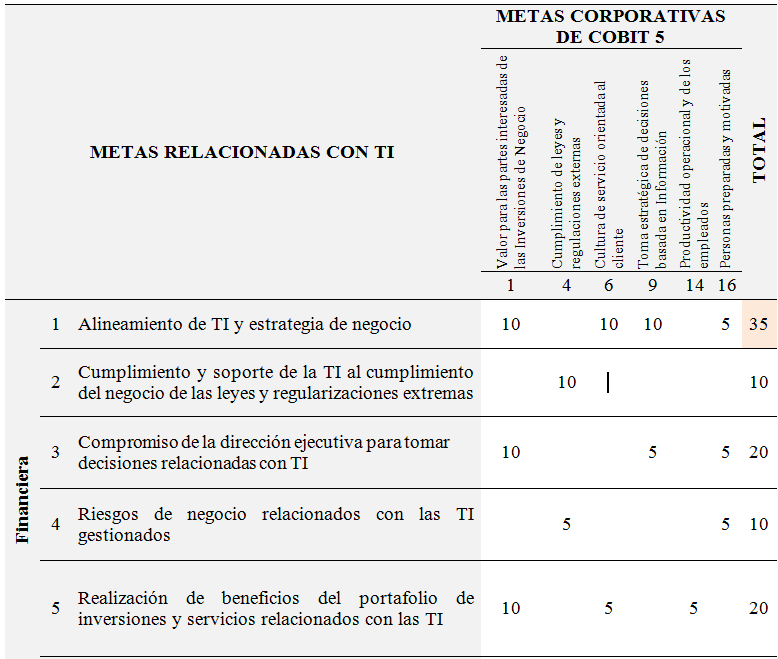 METAS CORPORATIVAS
DE COBIT 5
METAS RELACIONADAS CON TI
Valor para las partes interesadas de
las Inversiones de Negocio
Cumplimiento de leyes y
regulaciones externas
Cultura de servicio orientada al
cliente
Toma estratégica de decisiones
basada en Información
Productividad operacional y de los
empleados
Personas preparadas y motivadas
TOTAL
1 4 6 9 14 16
Financiera
1 Alineamiento de TI y estrategia de negocio 10 10 10 5 35
2 Cumplimiento y soporte de la TI al cumplimiento
del negocio de las leyes y regularizaciones extremas 10 10
3 Compromiso de la dirección ejecutiva para tomar
decisiones relacionadas con TI 10 5 5 20
4 Riesgos de negocio relacionados con las TI
gestionados 5 5 10
5 Realización de beneficios del portafolio de
inversiones y servicios relacionados con las TI 10 5 5 20